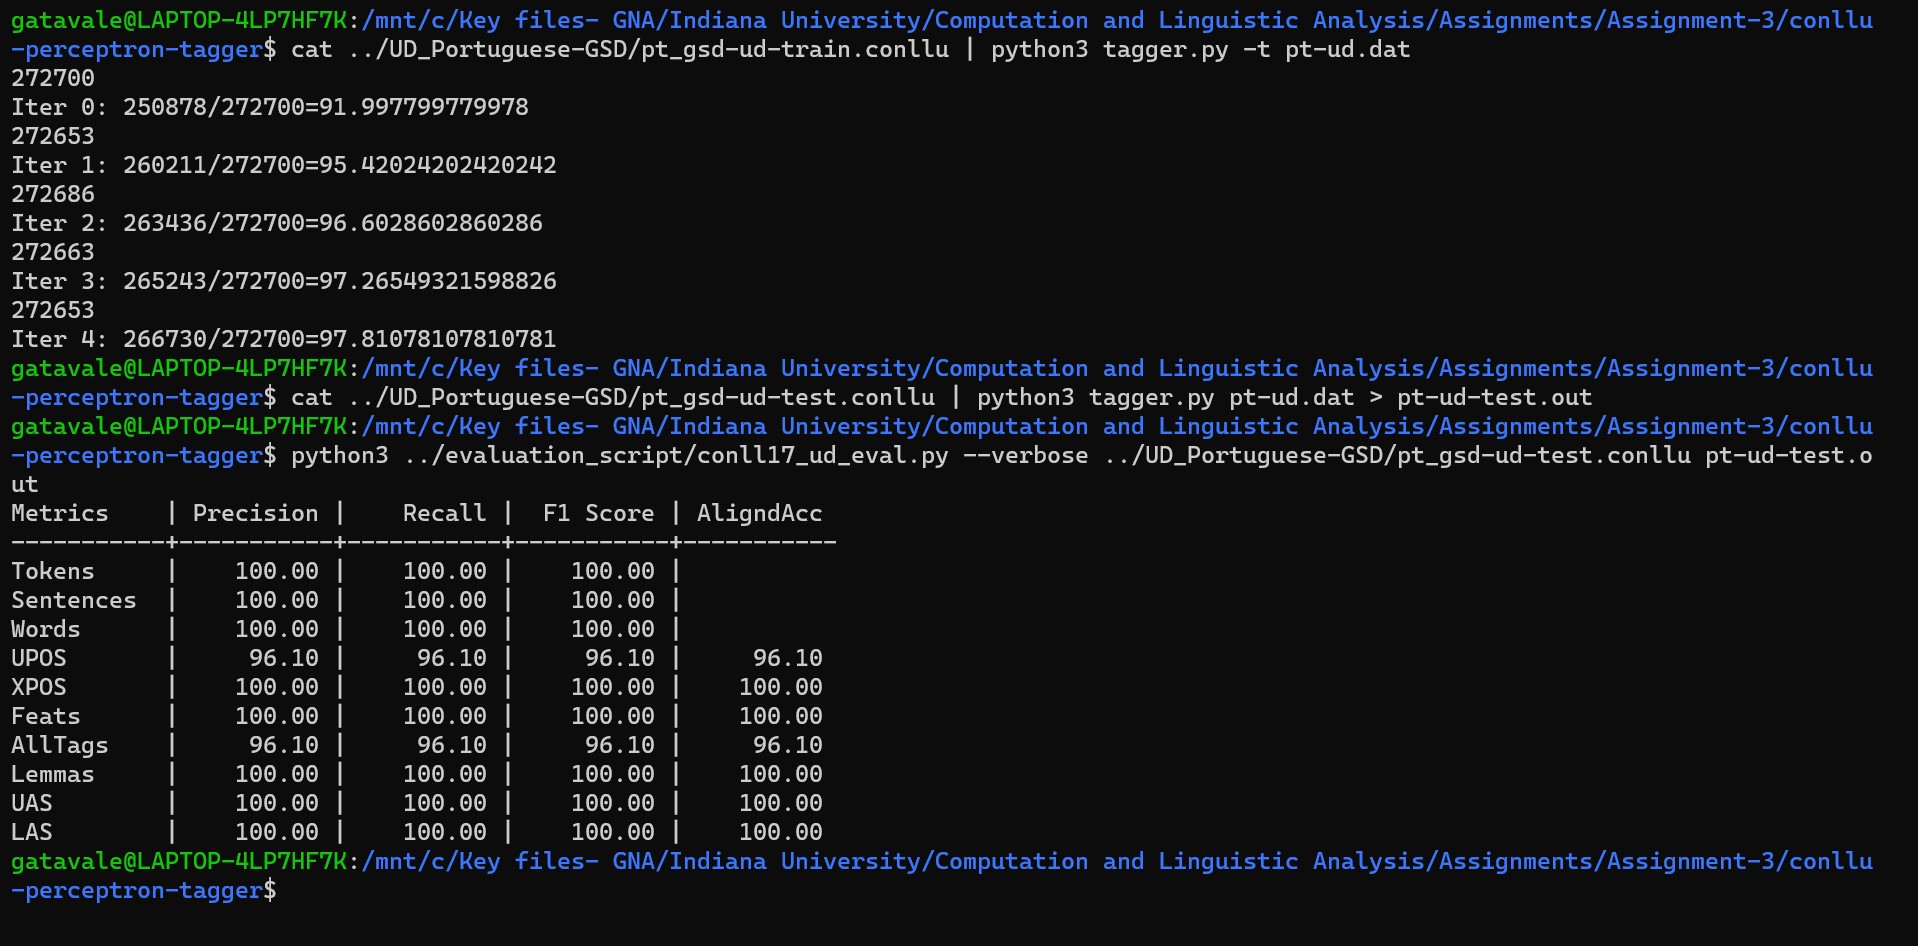 gatavale@LAPTOP-4LP7HF7K:/mnt/c/Key files- GNA/Indiana University/Computation and Linguistic Analysis/Assignments/Assignment-3/conllu
-perceptron-tagger$ cat ../UD_Portuguese-GSD/pt_gsd-ud-train.conllu | python3 tagger.py -t pt-ud.dat
272700
Iter 0: 250878/272700=91.997799779978
272653
Iter 1: 260211/272700=95.42024202420242
272686
Iter 2: 263436/272700=96.6028602860286
272663
Iter 3: 265243/272700=97.26549321598826
272653
Iter 4: 266730/272700=97.81078107810781
gatavale@LAPTOP-4LP7HF7K:/mnt/c/Key files- GNA/Indiana University/Computation and Linguistic Analysis/Assignments/Assignment-3/conllu
-perceptron-tagger$ cat ../UD_Portuguese-GSD/pt_gsd-ud-test.conllu | python3 tagger.py pt-ud.dat > pt-ud-test.out
gatavale@LAPTOP-4LP7HF7K:/mnt/c/Key files- GNA/Indiana University/Computation and Linguistic Analysis/Assignments/Assignment-3/conllu
-perceptron-tagger$ python3 ../evaluation_script/conll17_ud_eval.py --verbose ../UD_Portuguese-GSD/pt_gsd-ud-test.conllu pt-ud-test.o
ut
Metrics    | Precision |    Recall |  F1 Score | AligndAcc
-----------+-----------+-----------+-----------+-----------
Tokens     |    100.00 |    100.00 |    100.00 |
Sentences  |    100.00 |    100.00 |    100.00 |
Words      |    100.00 |    100.00 |    100.00 |
UPOS       |     96.10 |     96.10 |     96.10 |     96.10
XPOS       |    100.00 |    100.00 |    100.00 |    100.00
Feats      |    100.00 |    100.00 |    100.00 |    100.00
AllTags    |     96.10 |     96.10 |     96.10 |     96.10
Lemmas     |    100.00 |    100.00 |    100.00 |    100.00
UAS        |    100.00 |    100.00 |    100.00 |    100.00
LAS        |    100.00 |    100.00 |    100.00 |    100.00
gatavale@LAPTOP-4LP7HF7K:/mnt/c/Key files- GNA/Indiana University/Computation and Linguistic Analysis/Assignments/Assignment-3/conllu
-perceptron-tagger$